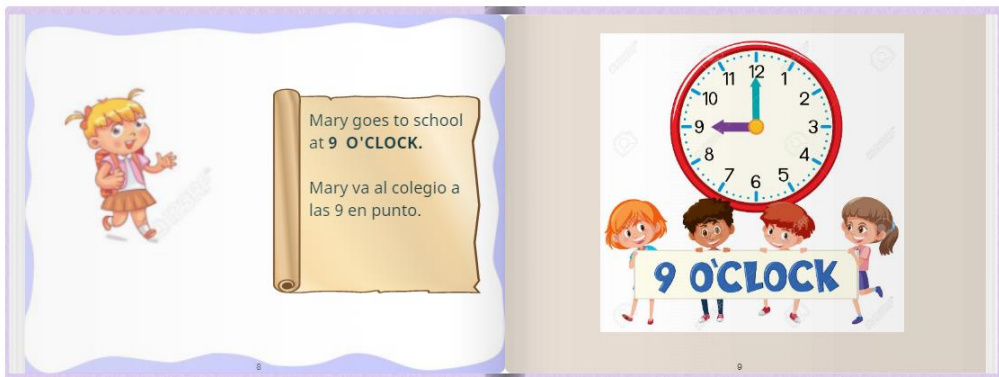 Mary goes to school
at 9 O'CLOCK.
Mary va al colegio a
las 9 en punto.
8
12
1
2
3
4
5
6
7
8
9
10
11
9 O'CLOCK
9